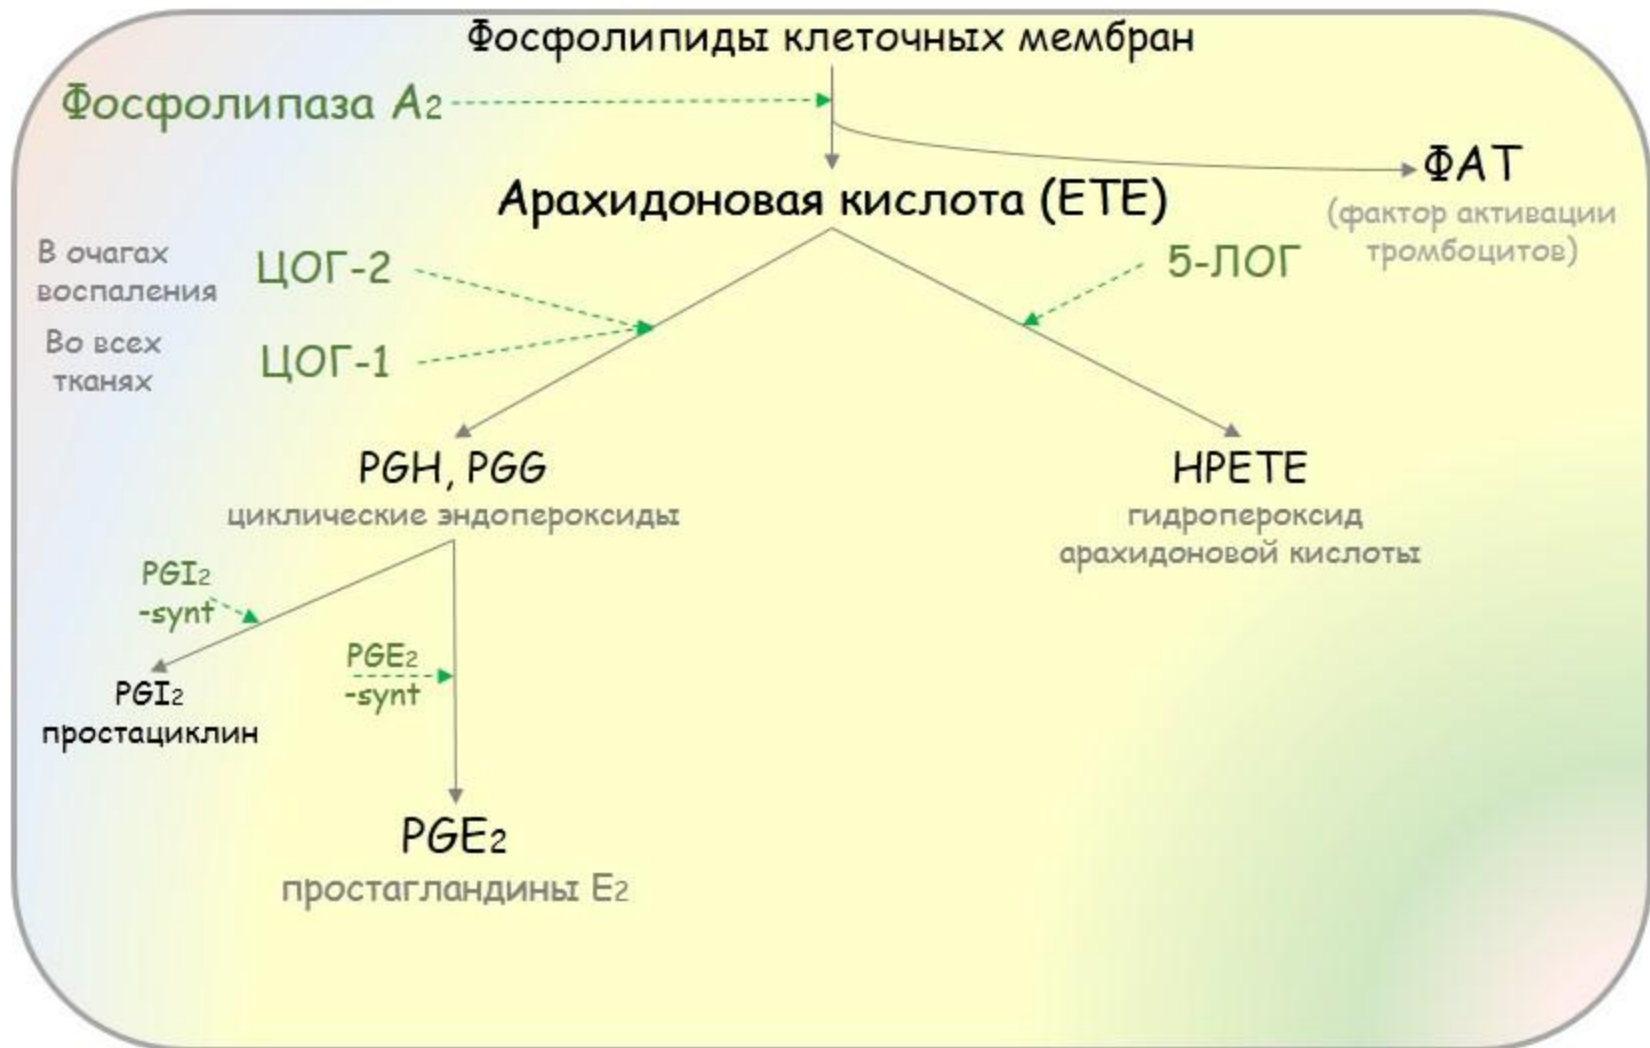 Фосфолипиды клеточных мембран
Фосфолипаза А2
ФАТ
(фактор активации
тромбоцитов)
Арахидоновая кислота (ETE)
В очагах
воспаления
ЦОГ-2
5-ЛОГ
Во всех
тканях
ЦОГ-1
PGH, PGG
циклические эндопероксиды
HPETE
гидропероксид
арахидоновой кислоты
PGI2
-synt
PGE2
-synt
PGI2
простациклин
PGE2
простагландины E2